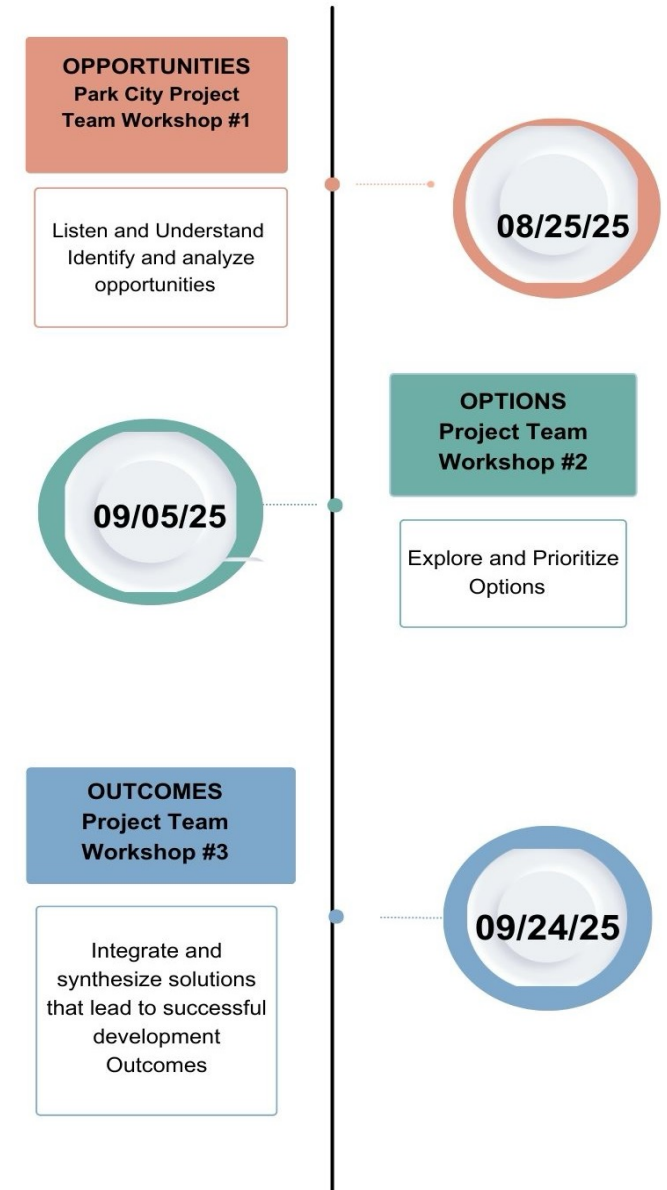 OPPORTUNITIES
Park City Project
Team Workshop #1
Listen and Understand
Identify and analyze
opportunities
08/25/25
OPTIONS
Project Team
Workshop #2
Explore and Prioritize
Options
09/05/25
OUTCOMES
Project Team
Workshop #3
Integrate and
synthesize solutions
that lead to successful
development
Outcomes
09/24/25